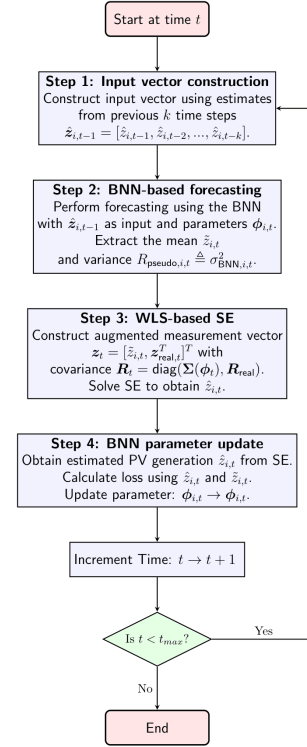 Start at time t
Step 1: Input vector construction
Construct input vector using estimates
from previous k time steps
ẑ_{i,t−1} = [ẑ_{i,t−1}, ẑ_{i,t−2}, ..., ẑ_{i,t−k}].
Step 2: BNN-based forecasting
Perform forecasting using the BNN
with ẑ_{i,t−1} as input and parameters ϕ_{i,t}.
Extract the mean z̃_{i,t}
and variance R_{pseudo,i,t} ≜ σ²_{BNN,i,t}.
Step 3: WLS-based SE
Construct augmented measurement vector
z_t = [z̃_{i,t}, z^T_{real,t}]^T with
covariance R_t = diag(Σ(ϕ_t), R_{real}).
Solve SE to obtain ẑ_{i,t}.
Step 4: BNN parameter update
Obtain estimated PV generation ẑ_{i,t} from SE.
Calculate loss using ẑ_{i,t} and z̃_{i,t}.
Update parameter: ϕ_{i,t} → ϕ_{i,t}.
Increment Time: t → t + 1
Is t < t_{max}?
Yes
No
End